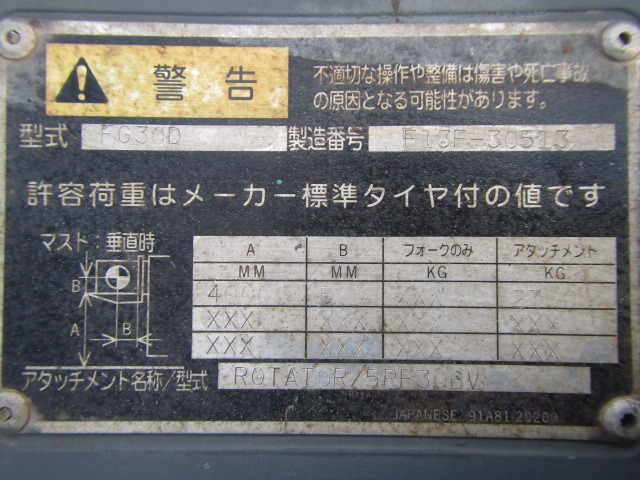 警告
不適切な操作や整備は傷害や死亡事故
の原因となる可能性があります。
型式 FG30D 製造番号 F13F-30513
許容荷重はメーカー標準タイヤ付の値です
マスト:垂直時
A B フォークのみ アタッチメント
MM MM KG KG
XXX
XXX XXX XXX XXX
XXX XXX XXX XXX
B
A
B
アタッチメント名称/型式 ROTATOR/5RF30BV
JAPANESE 91A81-20200